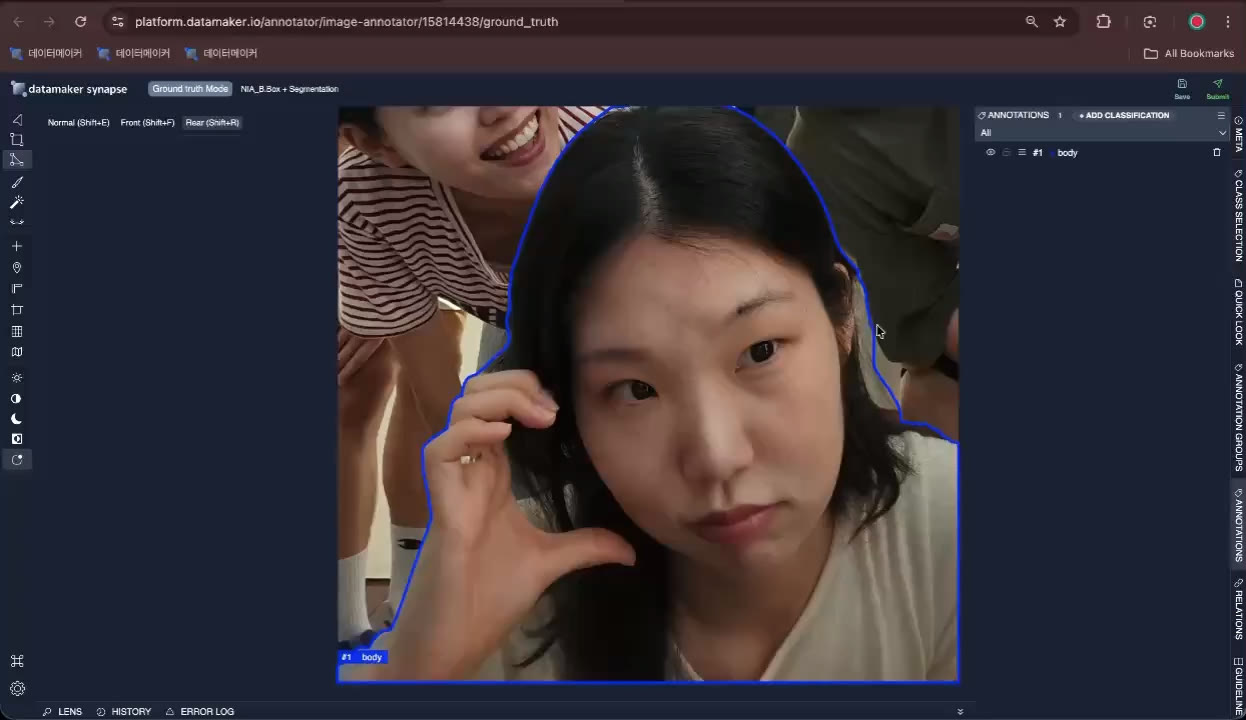 platform.datamaker.io/annotator/image-annotator/15814438/ground_truth
데이터메이커 데이터메이커 데이터메이커 All Bookmarks
datamaker synapse Ground truth Mode NIA_B.Box + Segmentation Save Submit
Normal (Shift+E) Front (Shift+F) Rear (Shift+R)
ANNOTATIONS 1 + ADD CLASSIFICATION
All
#1 body
META
CLASS SELECTION
QUICK LOOK
ANNOTATION GROUPS
ANNOTATIONS
RELATIONS
GUIDELINE
#1 body
LENS HISTORY ERROR LOG